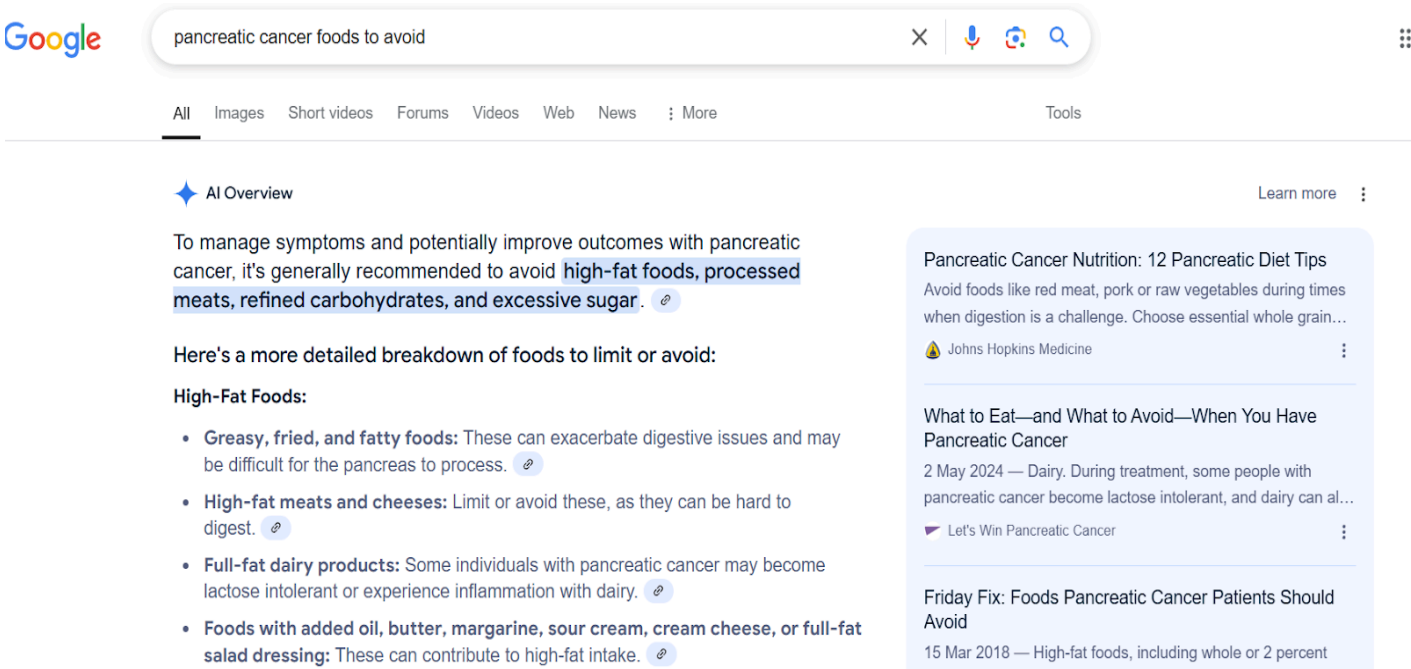 Google
pancreatic cancer foods to avoid
All Images Short videos Forums Videos Web News More Tools
AI Overview
Learn more
To manage symptoms and potentially improve outcomes with pancreatic
cancer, it's generally recommended to avoid high-fat foods, processed
meats, refined carbohydrates, and excessive sugar.
Here's a more detailed breakdown of foods to limit or avoid:
High-Fat Foods:
• Greasy, fried, and fatty foods: These can exacerbate digestive issues and may
be difficult for the pancreas to process.
• High-fat meats and cheeses: Limit or avoid these, as they can be hard to
digest.
• Full-fat dairy products: Some individuals with pancreatic cancer may become
lactose intolerant or experience inflammation with dairy.
• Foods with added oil, butter, margarine, sour cream, cream cheese, or full-fat
salad dressing: These can contribute to high-fat intake.
Pancreatic Cancer Nutrition: 12 Pancreatic Diet Tips
Avoid foods like red meat, pork or raw vegetables during times
when digestion is a challenge. Choose essential whole grain...
Johns Hopkins Medicine
What to Eat—and What to Avoid—When You Have
Pancreatic Cancer
2 May 2024 — Dairy. During treatment, some people with
pancreatic cancer become lactose intolerant, and dairy can al...
Let's Win Pancreatic Cancer
Friday Fix: Foods Pancreatic Cancer Patients Should
Avoid
15 Mar 2018 — High-fat foods, including whole or 2 percent